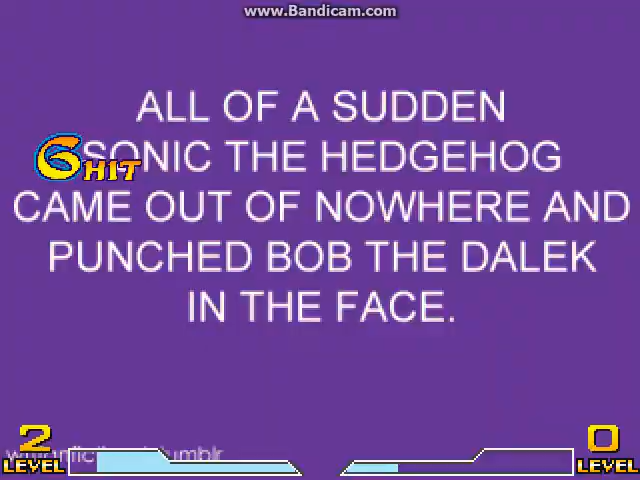 www.Bandicam.com
ALL OF A SUDDEN
SONIC THE HEDGEHOG
6 HIT
CAME OUT OF NOWHERE AND
PUNCHED BOB THE DALEK
IN THE FACE.
2 0
LEVEL LEVEL